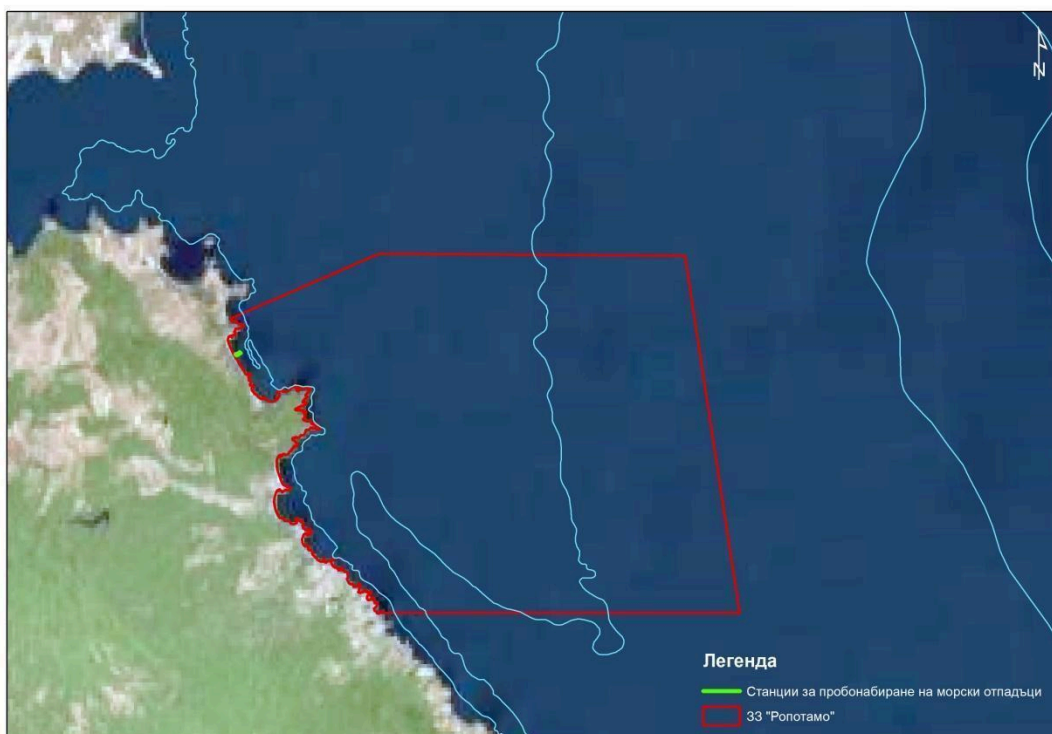 N
Легенда
Станции за пробонабиране на морски отпадъци
ЗЗ "Ропотамо"